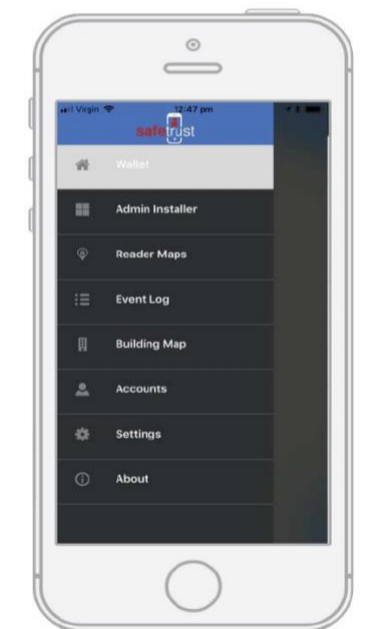 Virgin 12:47 pm
safetrust
Wallet
Admin Installer
Reader Maps
Event Log
Building Map
Accounts
Settings
About